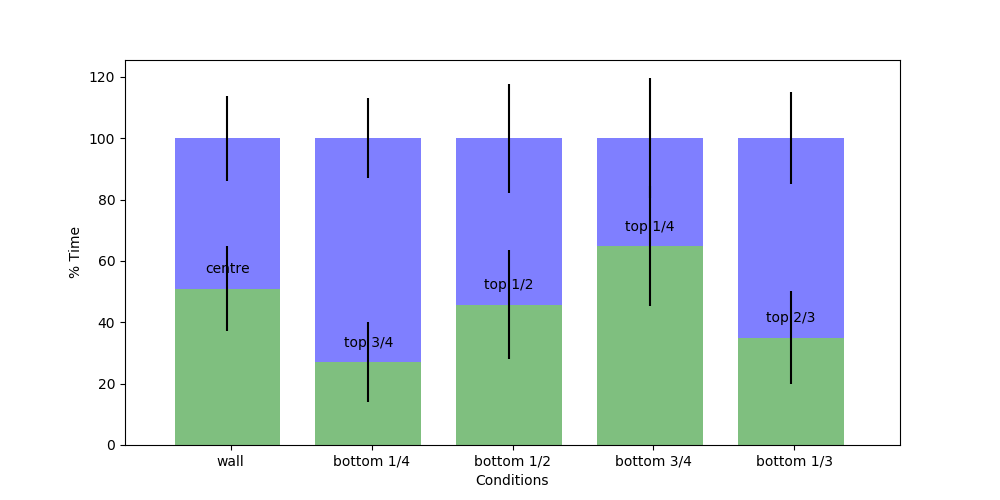 120
100
80
60
40
20
0
% Time
centre
top 3/4
top 1/2
top 1/4
top 2/3
wall
bottom 1/4
bottom 1/2
bottom 3/4
bottom 1/3
Conditions